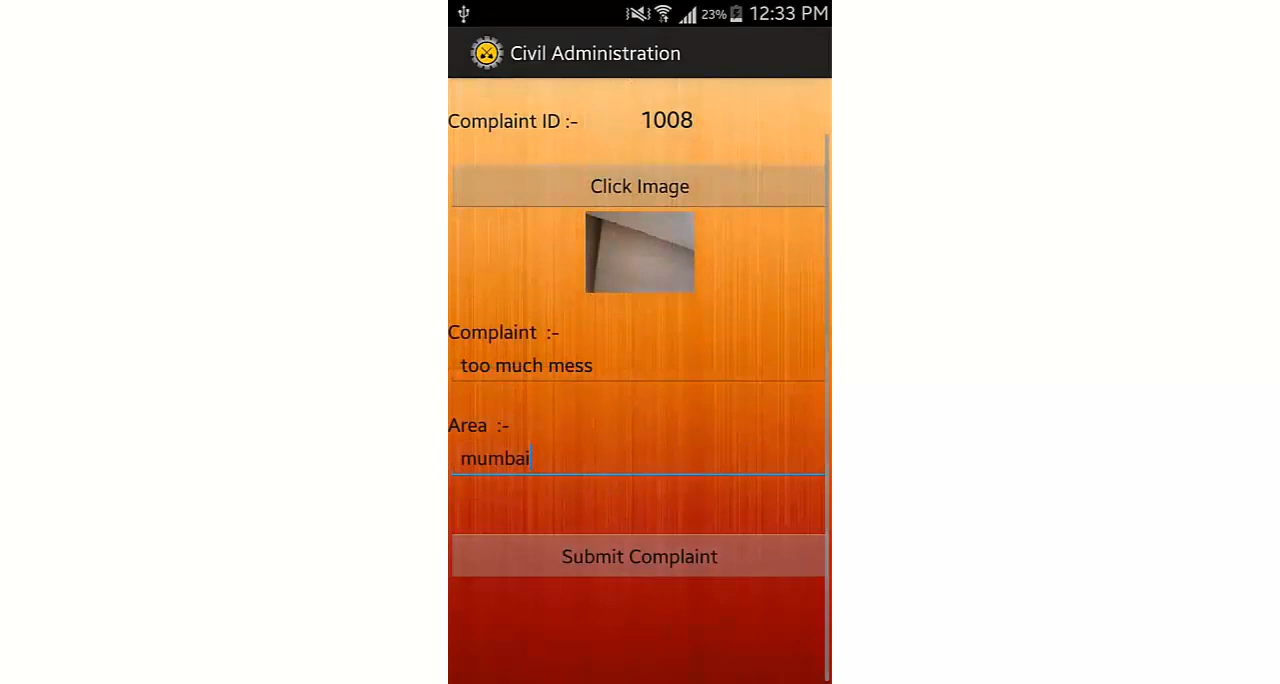 23% 12:33 PM
Civil Administration
Complaint ID :- 1008
Click Image
Complaint :-
too much mess
Area :-
mumbai
Submit Complaint